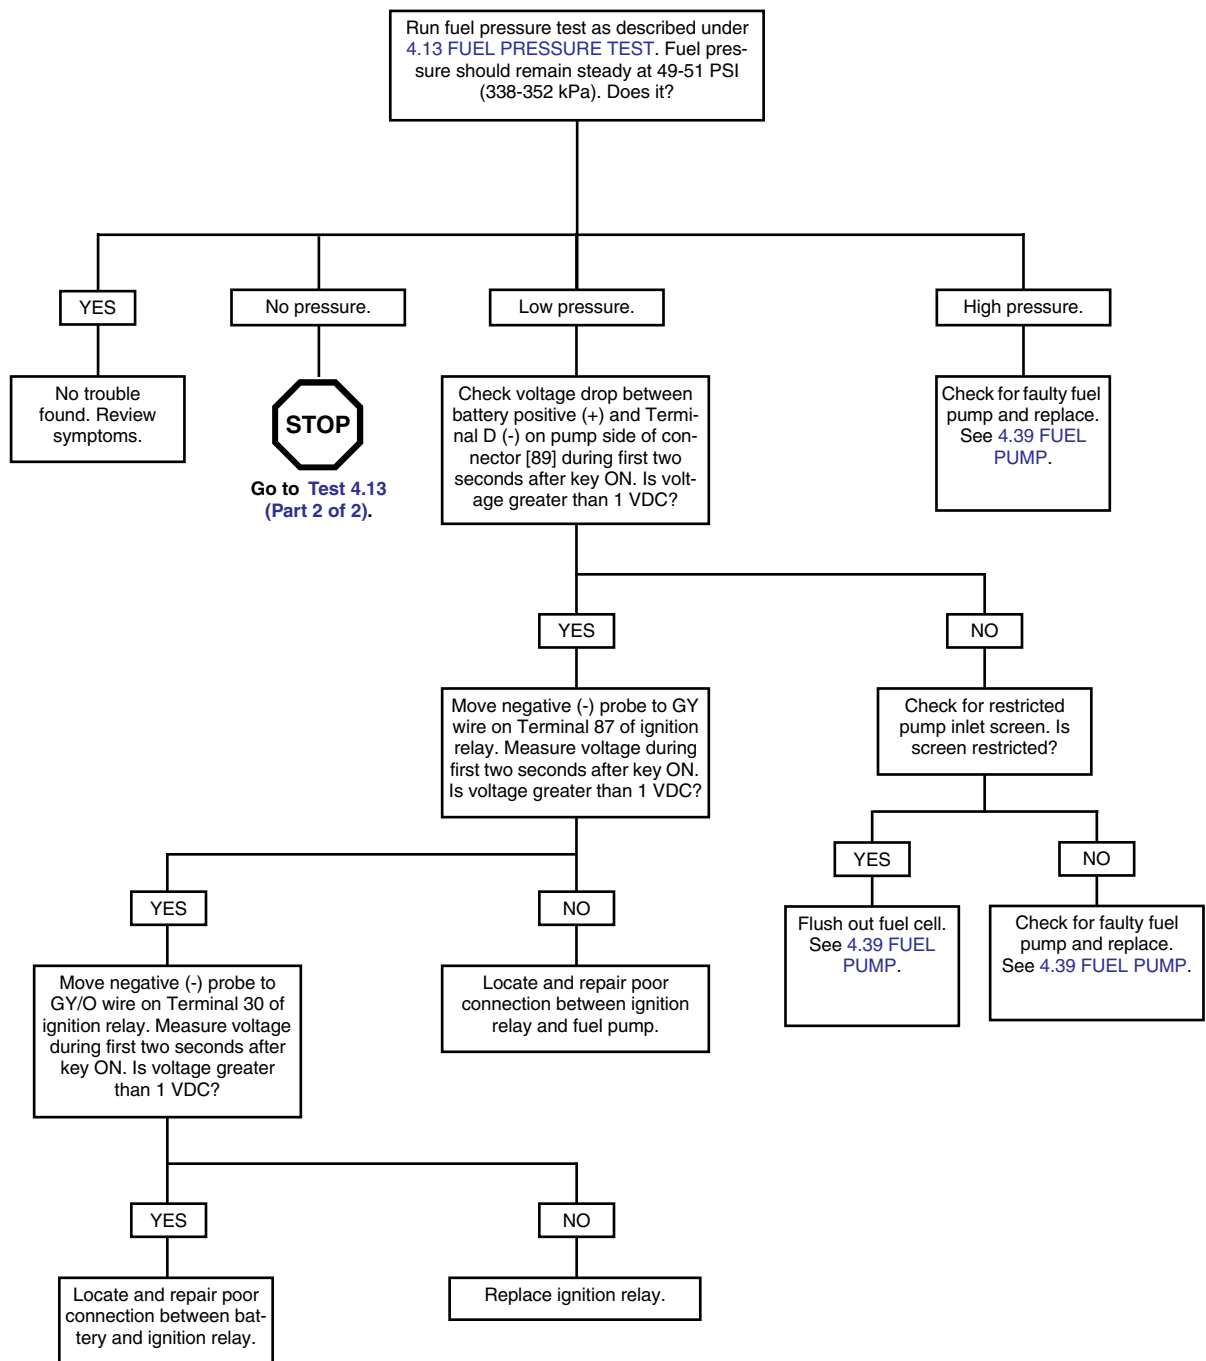 Run fuel pressure test as described under
4.13 FUEL PRESSURE TEST. Fuel pres-
sure should remain steady at 49-51 PSI
(338-352 kPa). Does it?
YES
No pressure.
Low pressure.
High pressure.
No trouble
found. Review
symptoms.
STOP
Go to Test 4.13
(Part 2 of 2).
Check voltage drop between
battery positive (+) and Termi-
nal D (-) on pump side of con-
nector [89] during first two
seconds after key ON. Is volt-
age greater than 1 VDC?
Check for faulty fuel
pump and replace.
See 4.39 FUEL
PUMP.
YES
NO
Move negative (-) probe to GY
wire on Terminal 87 of ignition
relay. Measure voltage during
first two seconds after key ON.
Is voltage greater than 1 VDC?
Check for restricted
pump inlet screen. Is
screen restricted?
YES
NO
YES
NO
Move negative (-) probe to
GY/O wire on Terminal 30 of
ignition relay. Measure voltage
during first two seconds after
key ON. Is voltage greater
than 1 VDC?
Locate and repair poor
connection between ignition
relay and fuel pump.
Flush out fuel cell.
See 4.39 FUEL
PUMP.
Check for faulty fuel
pump and replace.
See 4.39 FUEL PUMP.
YES
NO
Locate and repair poor
connection between bat-
tery and ignition relay.
Replace ignition relay.